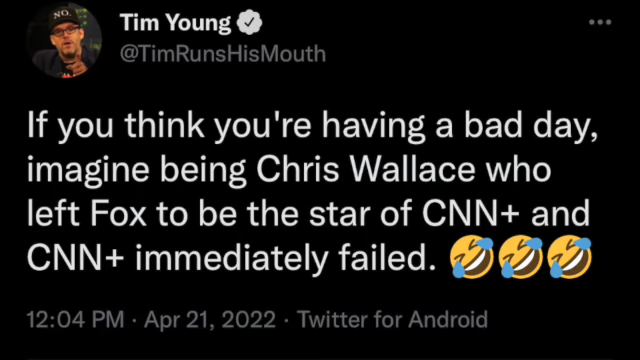 NO.
Tim Young
@TimRunsHisMouth
If you think you're having a bad day,
imagine being Chris Wallace who
left Fox to be the star of CNN+ and
CNN+ immediately failed. 🤣🤣🤣
12:04 PM · Apr 21, 2022 · Twitter for Android